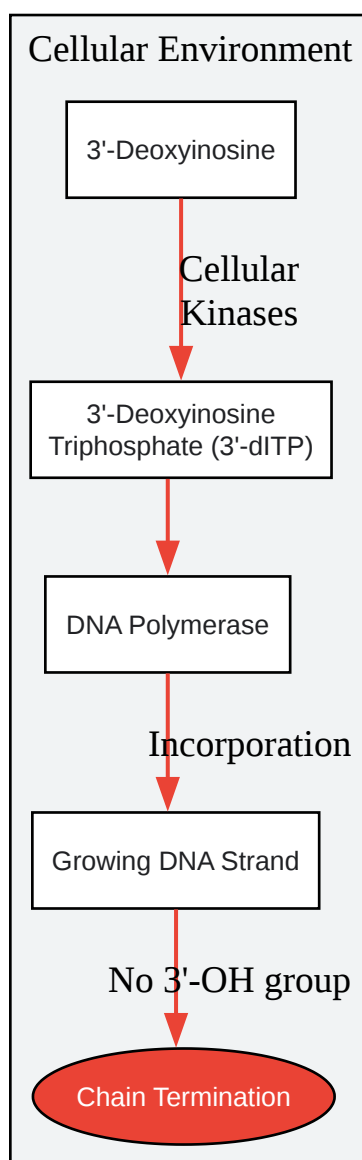 Cellular Environment
3'-Deoxyinosine
Cellular
Kinases
3'-Deoxyinosine
Triphosphate (3'-dITP)
DNA Polymerase
Incorporation
Growing DNA Strand
No 3'-OH group
Chain Termination